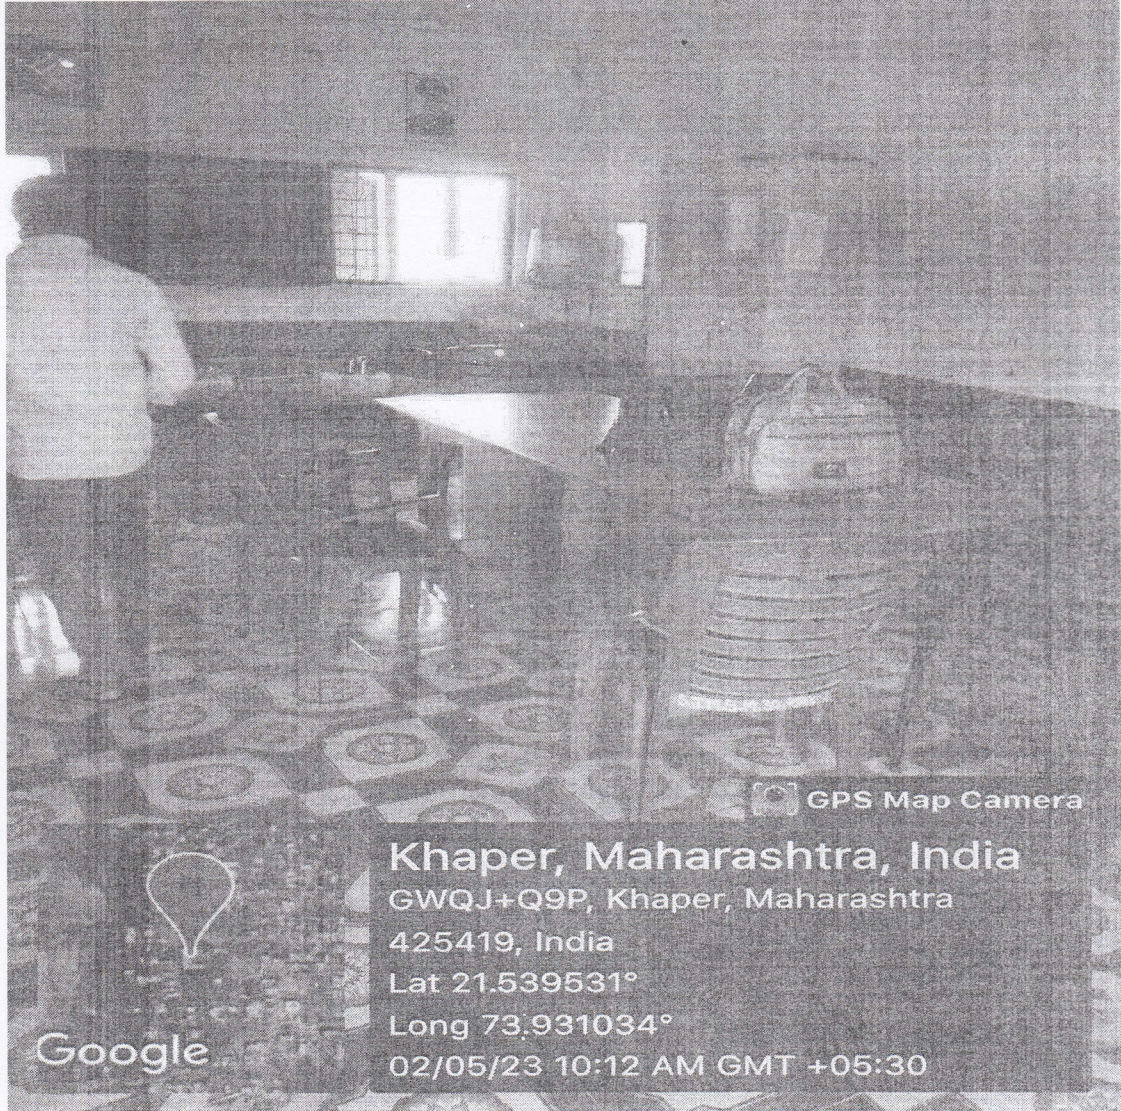 GPS Map Camera
Khaper, Maharashtra, India
GWQJ+Q9P, Khaper, Maharashtra
425419, India
Lat 21.539531°
Long 73.931034°
02/05/23 10:12 AM GMT +05:30
Google